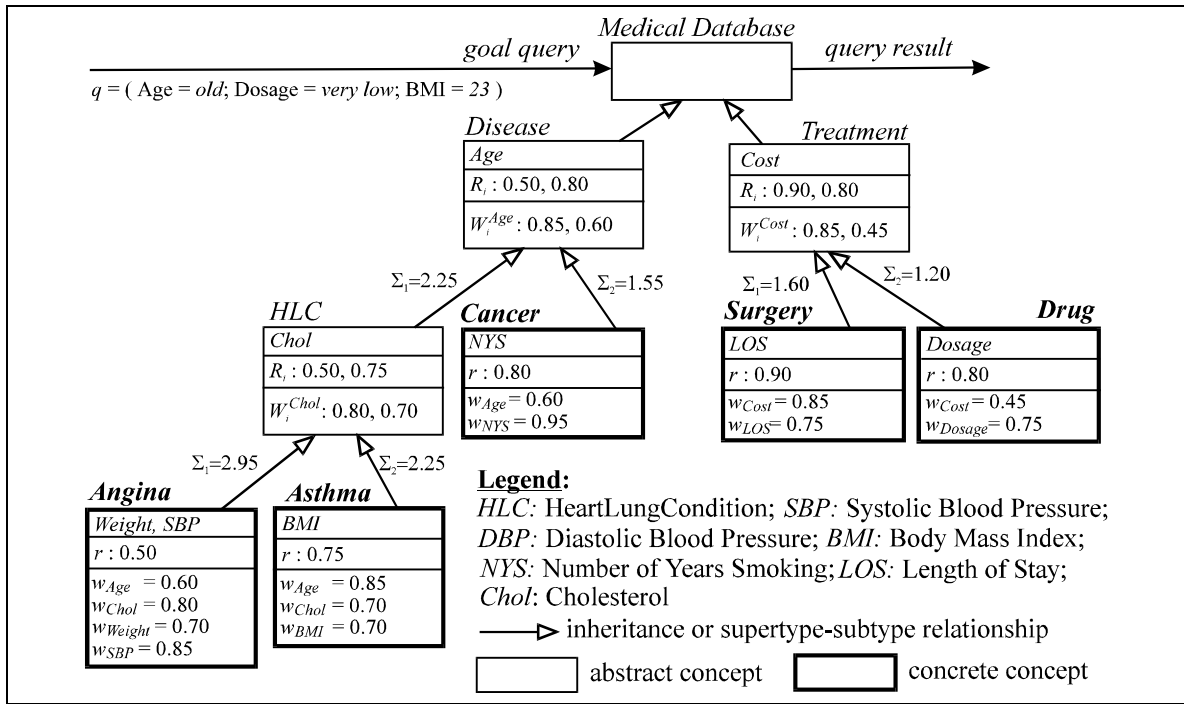 Medical Database
goal query
query result
q = ( Age = old; Dosage = very low; BMI = 23 )
Disease
Age
R_i : 0.50, 0.80
W_i^Age : 0.85, 0.60
Treatment
Cost
R_i : 0.90, 0.80
W_i^Cost : 0.85, 0.45
Σ₁=2.25
Σ₂=1.55
Σ₁=1.60
Σ₂=1.20
HLC
Chol
R_i : 0.50, 0.75
W_i^Chol : 0.80, 0.70
Cancer
NYS
r : 0.80
w_Age = 0.60
w_NYS = 0.95
Surgery
LOS
r : 0.90
w_Cost = 0.85
w_LOS = 0.75
Drug
Dosage
r : 0.80
w_Cost = 0.45
w_Dosage = 0.75
Σ₁=2.95
Σ₂=2.25
Angina
Weight, SBP
r : 0.50
w_Age = 0.60
w_Chol = 0.80
w_Weight = 0.70
w_SBP = 0.85
Asthma
BMI
r : 0.75
w_Age = 0.85
w_Chol = 0.70
w_BMI = 0.70
Legend:
HLC: HeartLungCondition; SBP: Systolic Blood Pressure;
DBP: Diastolic Blood Pressure; BMI: Body Mass Index;
NYS: Number of Years Smoking; LOS: Length of Stay;
Chol: Cholesterol
inheritance or supertype-subtype relationship
abstract concept
concrete concept